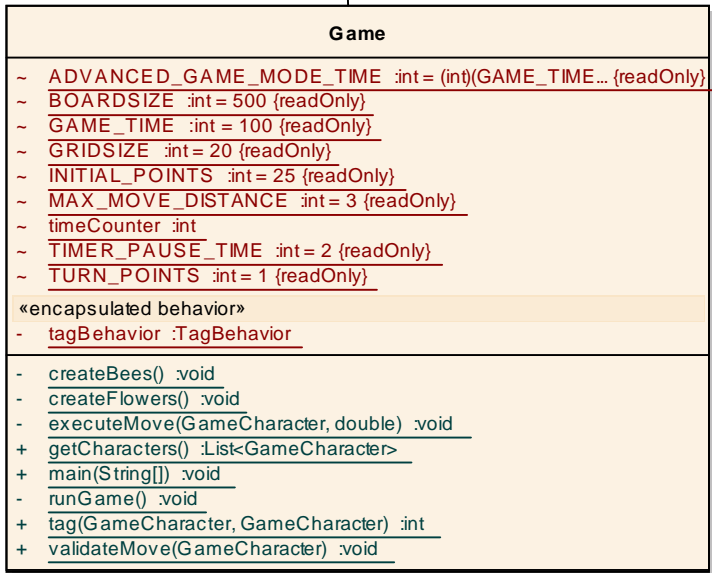 Game
~ ADVANCED_GAME_MODE_TIME :int = (int)(GAME_TIME... {readOnly}
~ BOARDSIZE :int = 500 {readOnly}
~ GAME_TIME :int = 100 {readOnly}
~ GRIDSIZE :int = 20 {readOnly}
~ INITIAL_POINTS :int = 25 {readOnly}
~ MAX_MOVE_DISTANCE :int = 3 {readOnly}
~ timeCounter :int
~ TIMER_PAUSE_TIME :int = 2 {readOnly}
~ TURN_POINTS :int = 1 {readOnly}
«encapsulated behavior»
- tagBehavior :TagBehavior
- createBees() :void
- createFlowers() :void
- executeMove(GameCharacter, double) :void
+ getCharacters() :List<GameCharacter>
+ main(String[]) :void
- runGame() :void
+ tag(GameCharacter, GameCharacter) :int
+ validateMove(GameCharacter) :void